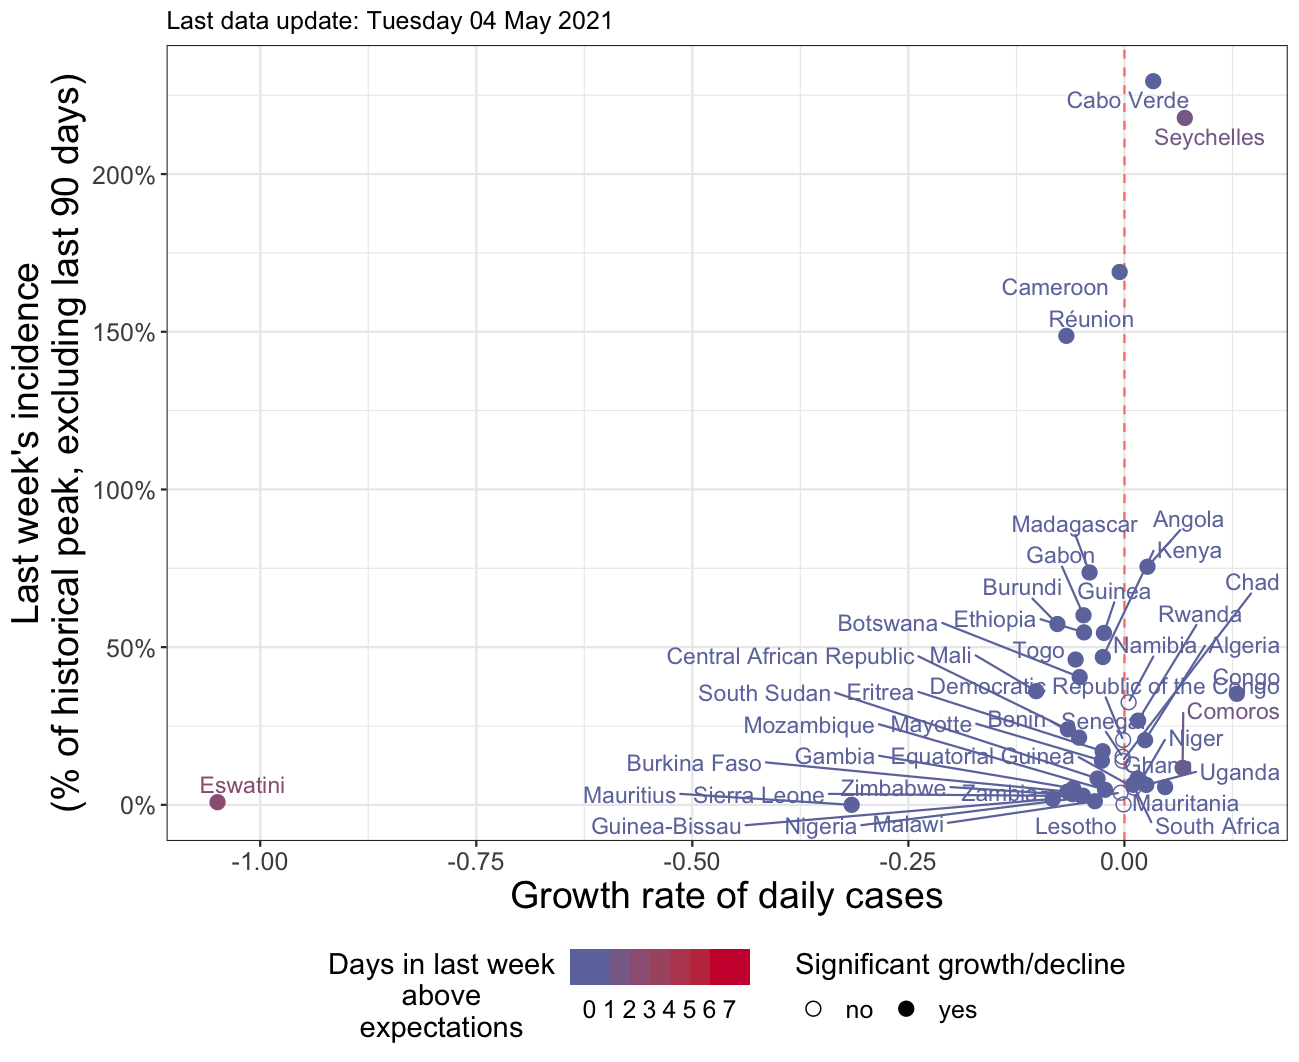 Last data update: Tuesday 04 May 2021
Last week's incidence
(% of historical peak, excluding last 90 days)
200%
150%
100%
50%
0%
Cabo Verde
Seychelles
Cameroon
Réunion
Madagascar
Angola
Gabon
Kenya
Burundi
Guinea
Chad
Botswana
Ethiopia
Rwanda
Central African Republic
Mali
Togo
Namibia
Algeria
South Sudan
Eritrea
Democratic Republic of the Congo
Congo
Mozambique
Mayotte
Benin
Senegal
Comoros
Burkina Faso
Gambia
Equatorial Guinea
Ghana
Niger
Eswatini
Mauritius
Sierra Leone
Zimbabwe
Zambia
Uganda
Mauritania
Guinea-Bissau
Nigeria
Malawi
Lesotho
South Africa
-1.00
-0.75
-0.50
-0.25
0.00
Growth rate of daily cases
Days in last week
above
expectations
0 1 2 3 4 5 6 7
Significant growth/decline
no
yes